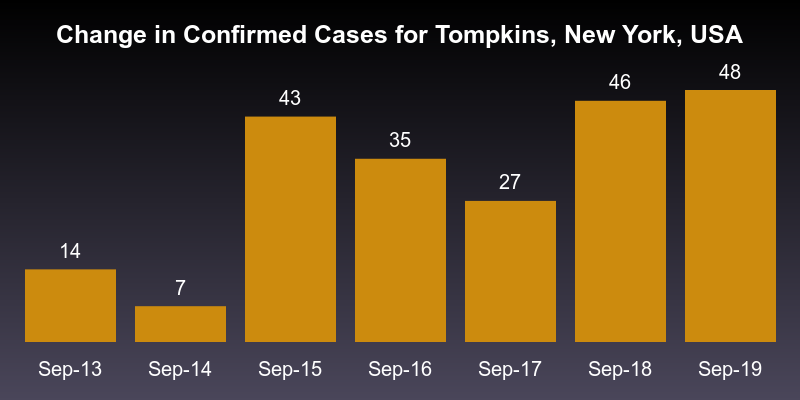 Change in Confirmed Cases for Tompkins, New York, USA
14
7
43
35
27
46
48
Sep-13
Sep-14
Sep-15
Sep-16
Sep-17
Sep-18
Sep-19